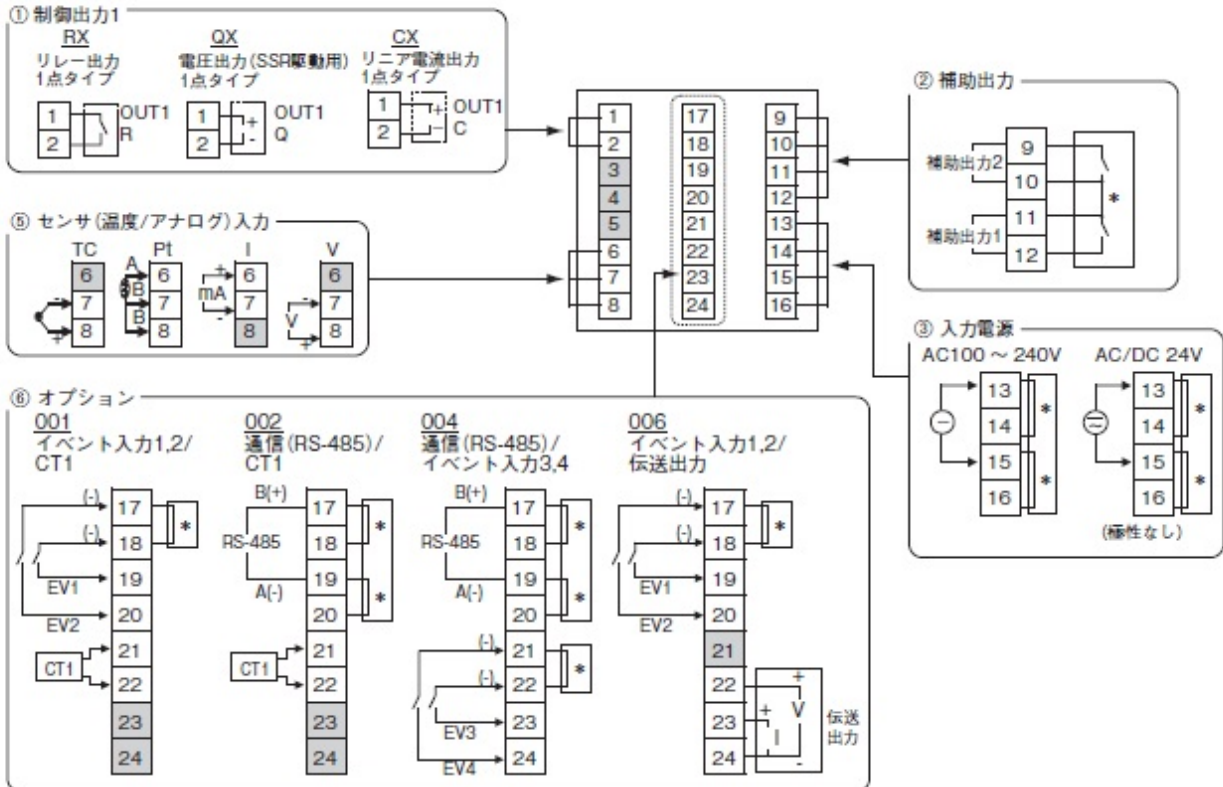 ① 制御出力1
RX
リレー出力
1点タイプ
1
2
OUT1
R
QX
電圧出力(SSR駆動用)
1点タイプ
1
2
+
-
OUT1
Q
CX
リニア電流出力
1点タイプ
1
2
+
-
OUT1
C
1
2
3
4
5
6
7
8
17
18
19
20
21
22
23
24
9
10
11
12
13
14
15
16
② 補助出力
補助出力2
補助出力1
9
10
11
12
*
⑤ センサ(温度/アナログ)入力
TC
6
7
8
-
+
Pt
A
B
B
6
7
8
I
+
mA
-
6
7
8
V
-
V
+
6
7
8
③ 入力電源
AC100 ～ 240V
13
14
15
16
*
*
AC/DC 24V
13
14
15
16
*
*
(極性なし)
⑥ オプション
001
イベント入力1,2/
CT1
(-)
(-)
EV1
EV2
CT1
17
18
19
20
21
22
23
24
*
002
通信(RS-485)/
CT1
B(+)
RS-485
A(-)
CT1
17
18
19
20
21
22
23
24
*
*
004
通信(RS-485)/
イベント入力3,4
B(+)
RS-485
A(-)
(-)
(-)
EV3
EV4
17
18
19
20
21
22
23
24
*
*
*
006
イベント入力1,2/
伝送出力
(-)
(-)
EV1
EV2
17
18
19
20
21
22
23
24
*
+
+
V
I
-
-
伝送
出力